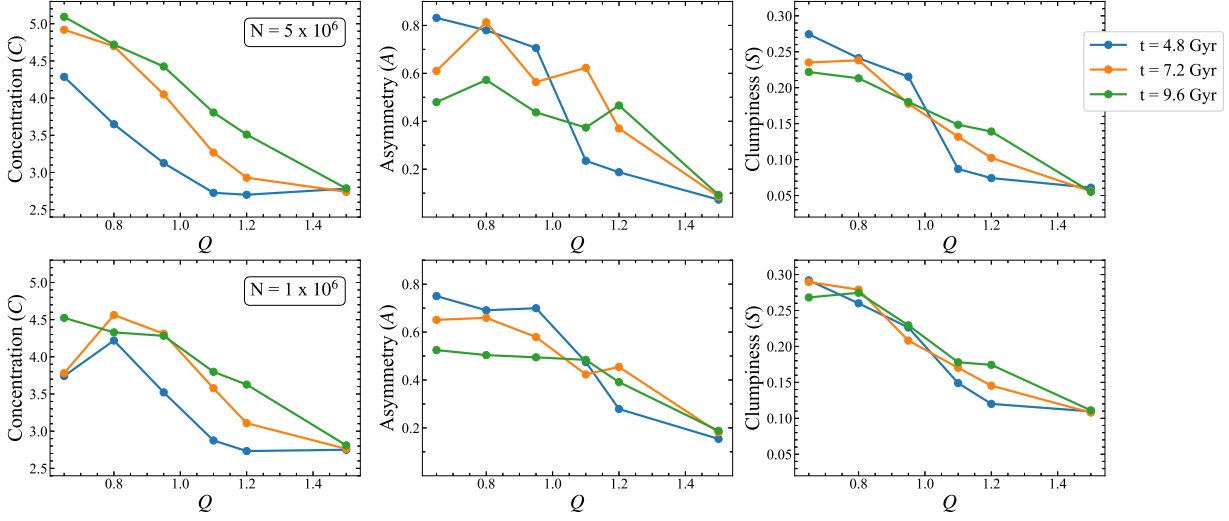 5.0
4.5
4.0
3.5
3.0
2.5
Concentration (C)
N = 5 x 10⁶
0.8 1.0 1.2 1.4
Q
0.8
0.6
0.4
0.2
Asymmetry (A)
0.8 1.0 1.2 1.4
Q
0.30
0.25
0.20
0.15
0.10
0.05
Clumpiness (S)
0.8 1.0 1.2 1.4
Q
t = 4.8 Gyr
t = 7.2 Gyr
t = 9.6 Gyr
5.0
4.5
4.0
3.5
3.0
2.5
Concentration (C)
N = 1 x 10⁶
0.8 1.0 1.2 1.4
Q
0.8
0.6
0.4
0.2
Asymmetry (A)
0.8 1.0 1.2 1.4
Q
0.30
0.25
0.20
0.15
0.10
0.05
Clumpiness (S)
0.8 1.0 1.2 1.4
Q